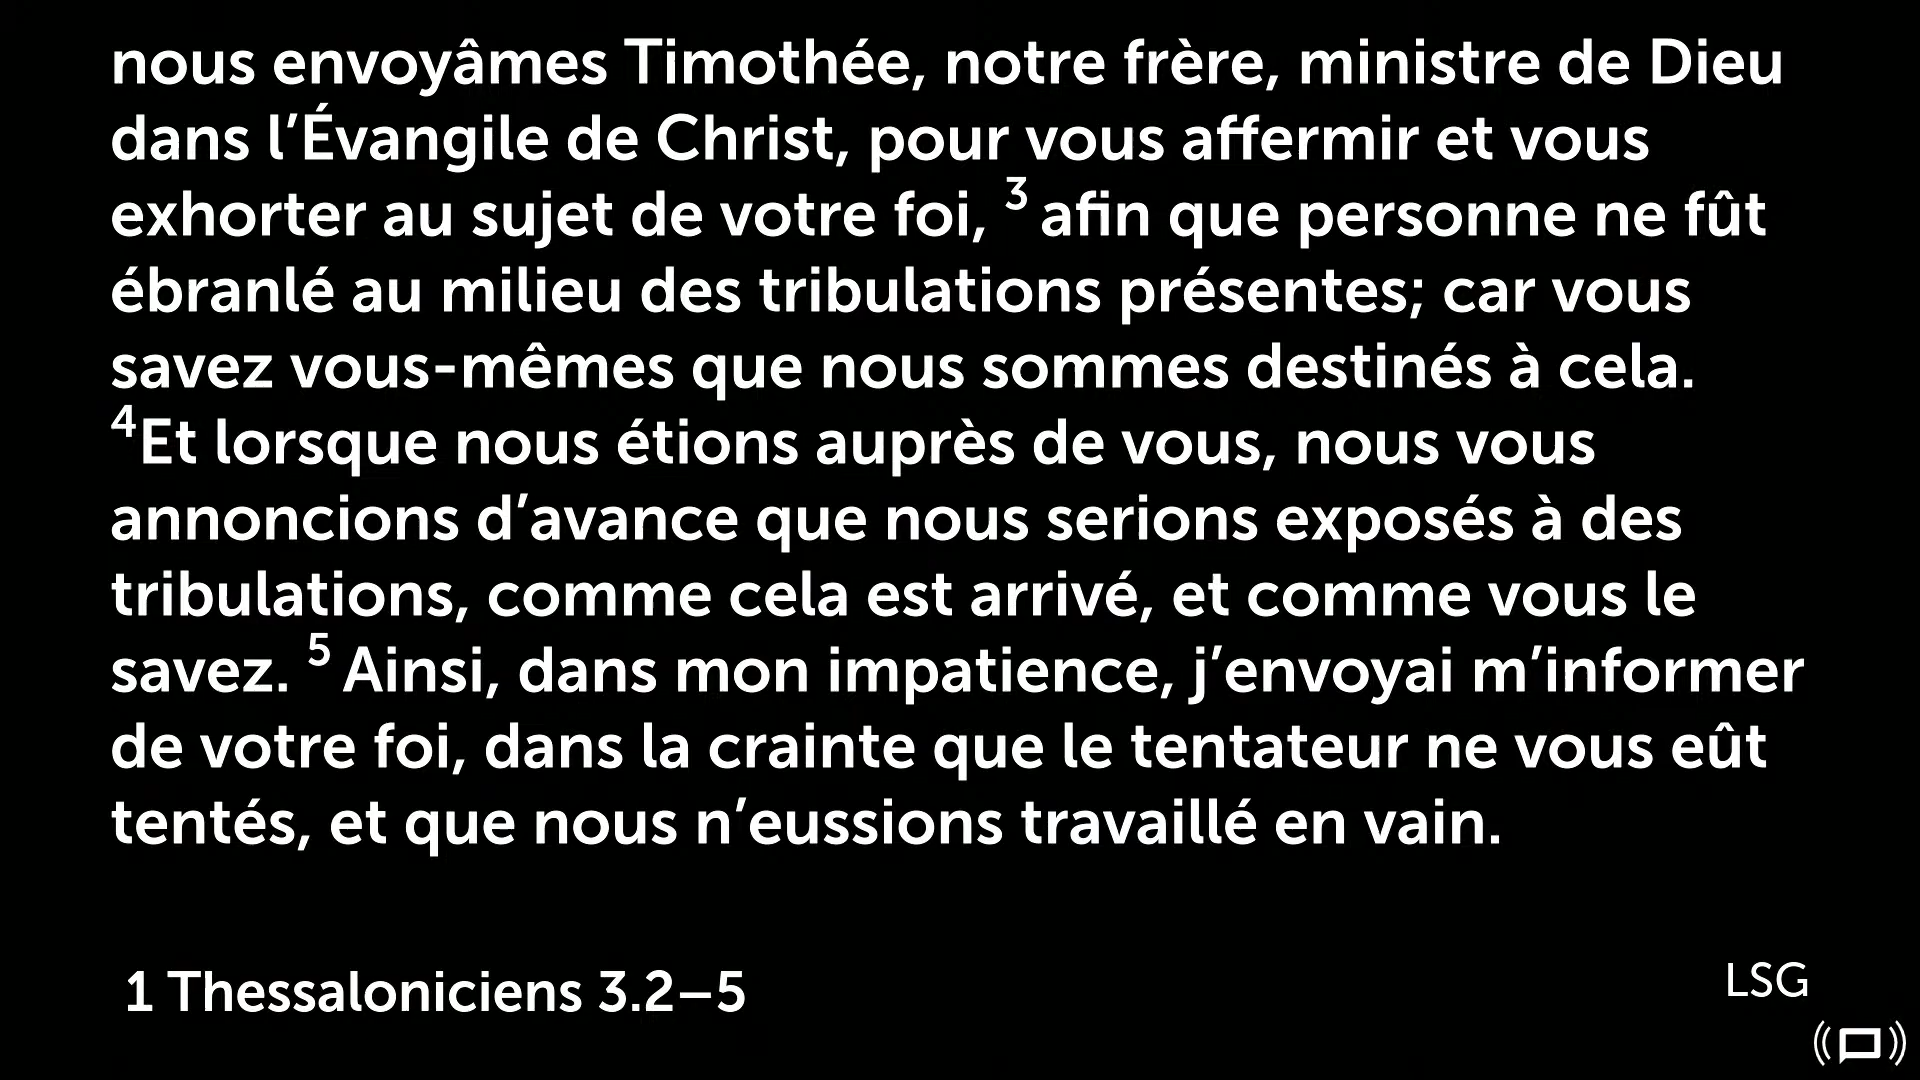 nous envoyâmes Timothée, notre frère, ministre de Dieu
dans l’Évangile de Christ, pour vous affermir et vous
exhorter au sujet de votre foi, ³ afin que personne ne fût
ébranlé au milieu des tribulations présentes; car vous
savez vous-mêmes que nous sommes destinés à cela.
⁴Et lorsque nous étions auprès de vous, nous vous
annoncions d’avance que nous serions exposés à des
tribulations, comme cela est arrivé, et comme vous le
savez. ⁵ Ainsi, dans mon impatience, j’envoyai m’informer
de votre foi, dans la crainte que le tentateur ne vous eût
tentés, et que nous n’eussions travaillé en vain.
1 Thessaloniciens 3.2–5
LSG